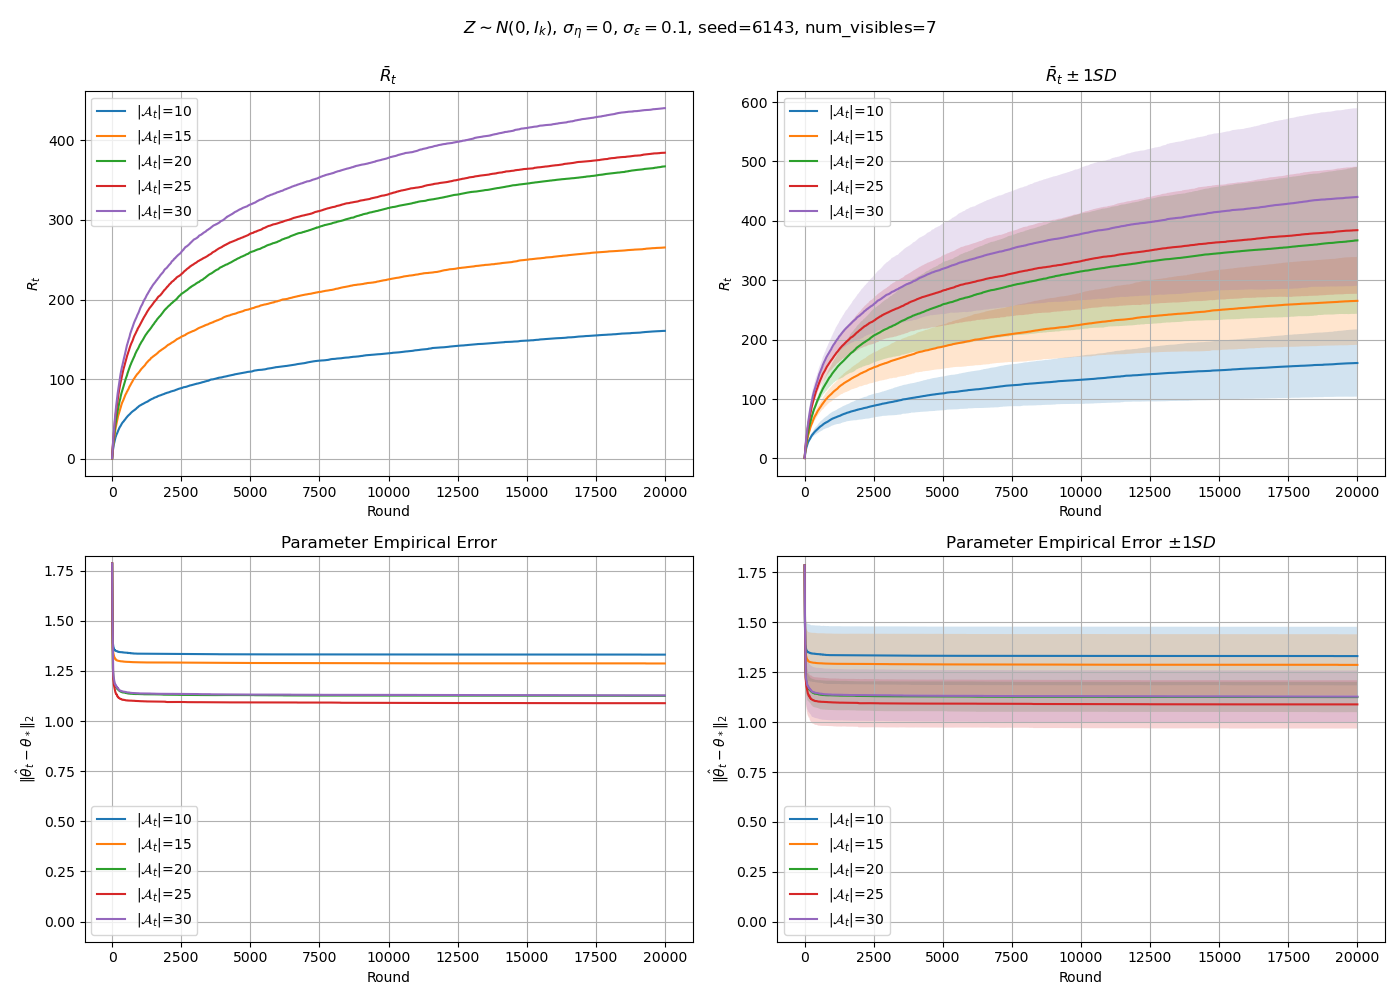 Z ∼ N(0, I_k), σ_η = 0, σ_ε = 0.1, seed=6143, num_visibles=7
R̄_t
R_t
400
300
200
100
0
|𝒜_t|=10
|𝒜_t|=15
|𝒜_t|=20
|𝒜_t|=25
|𝒜_t|=30
0 2500 5000 7500 10000 12500 15000 17500 20000
Round
R̄_t ± 1SD
R_t
600
500
400
300
200
100
0
|𝒜_t|=10
|𝒜_t|=15
|𝒜_t|=20
|𝒜_t|=25
|𝒜_t|=30
0 2500 5000 7500 10000 12500 15000 17500 20000
Round
Parameter Empirical Error
‖θ̂_t − θ_*‖_2
1.75
1.50
1.25
1.00
0.75
0.50
0.25
0.00
|𝒜_t|=10
|𝒜_t|=15
|𝒜_t|=20
|𝒜_t|=25
|𝒜_t|=30
0 2500 5000 7500 10000 12500 15000 17500 20000
Round
Parameter Empirical Error ±1SD
‖θ̂_t − θ_*‖_2
1.75
1.50
1.25
1.00
0.75
0.50
0.25
0.00
|𝒜_t|=10
|𝒜_t|=15
|𝒜_t|=20
|𝒜_t|=25
|𝒜_t|=30
0 2500 5000 7500 10000 12500 15000 17500 20000
Round